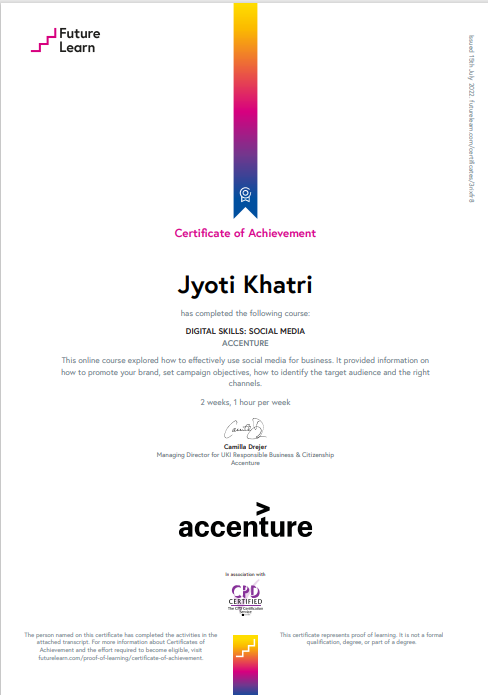 Future
Learn
Issued 15th July 2022 futurelearn.com/certificates/
Certificate of Achievement
Jyoti Khatri
has completed the following course:
DIGITAL SKILLS: SOCIAL MEDIA
ACCENTURE
This online course explored how to effectively use social media for business. It provided information on
how to promote your brand, set campaign objectives, how to identify the target audience and the right
channels.
2 weeks, 1 hour per week
Camilla Drejer
Managing Director for UKI Responsible Business & Citizenship
Accenture
>
accenture
In association with
CPD
CERTIFIED
The CPD Certification
Service
The person named on this certificate has completed the activities in the
attached transcript. For more information about Certificates of
Achievement and the effort required to become eligible, visit
futurelearn.com/proof-of-learning/certificate-of-achievement.
This certificate represents proof of learning. It is not a formal
qualification, degree, or part of a degree.